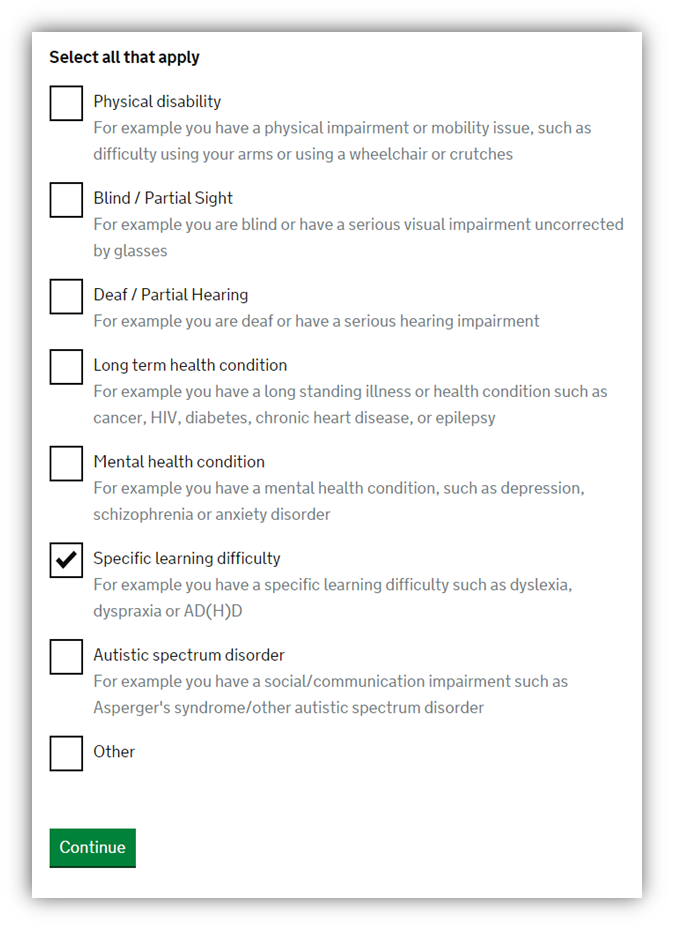 Select all that apply
Physical disability
For example you have a physical impairment or mobility issue, such as
difficulty using your arms or using a wheelchair or crutches
Blind / Partial Sight
For example you are blind or have a serious visual impairment uncorrected
by glasses
Deaf / Partial Hearing
For example you are deaf or have a serious hearing impairment
Long term health condition
For example you have a long standing illness or health condition such as
cancer, HIV, diabetes, chronic heart disease, or epilepsy
Mental health condition
For example you have a mental health condition, such as depression,
schizophrenia or anxiety disorder
Specific learning difficulty
For example you have a specific learning difficulty such as dyslexia,
dyspraxia or AD(H)D
Autistic spectrum disorder
For example you have a social/communication impairment such as
Asperger's syndrome/other autistic spectrum disorder
Other
Continue